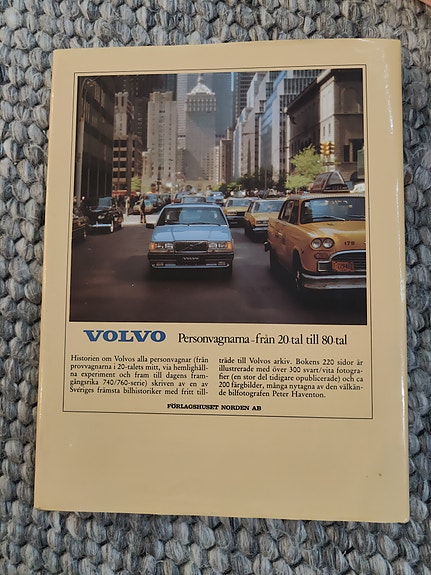 VOLVO Personvagnarna - från 20-tal till 80-tal
Historien om Volvos alla personvagnar (från
provvagnarna i 20-talets mitt, via hemlighåll-
na experiment och fram till dagens fram-
gångsrika 740/760-serie) skriven av en av
Sveriges främsta bilhistoriker med fritt till-
träde till Volvos arkiv. Bokens 220 sidor är
illustrerade med över 300 svart/vita fotogra-
fier (en stor del tidigare opublicerade) och ca
200 färgbilder, många nytagna av den välkän-
de bilfotografen Peter Haventon.
FÖRLAGSHUSET NORDEN AB